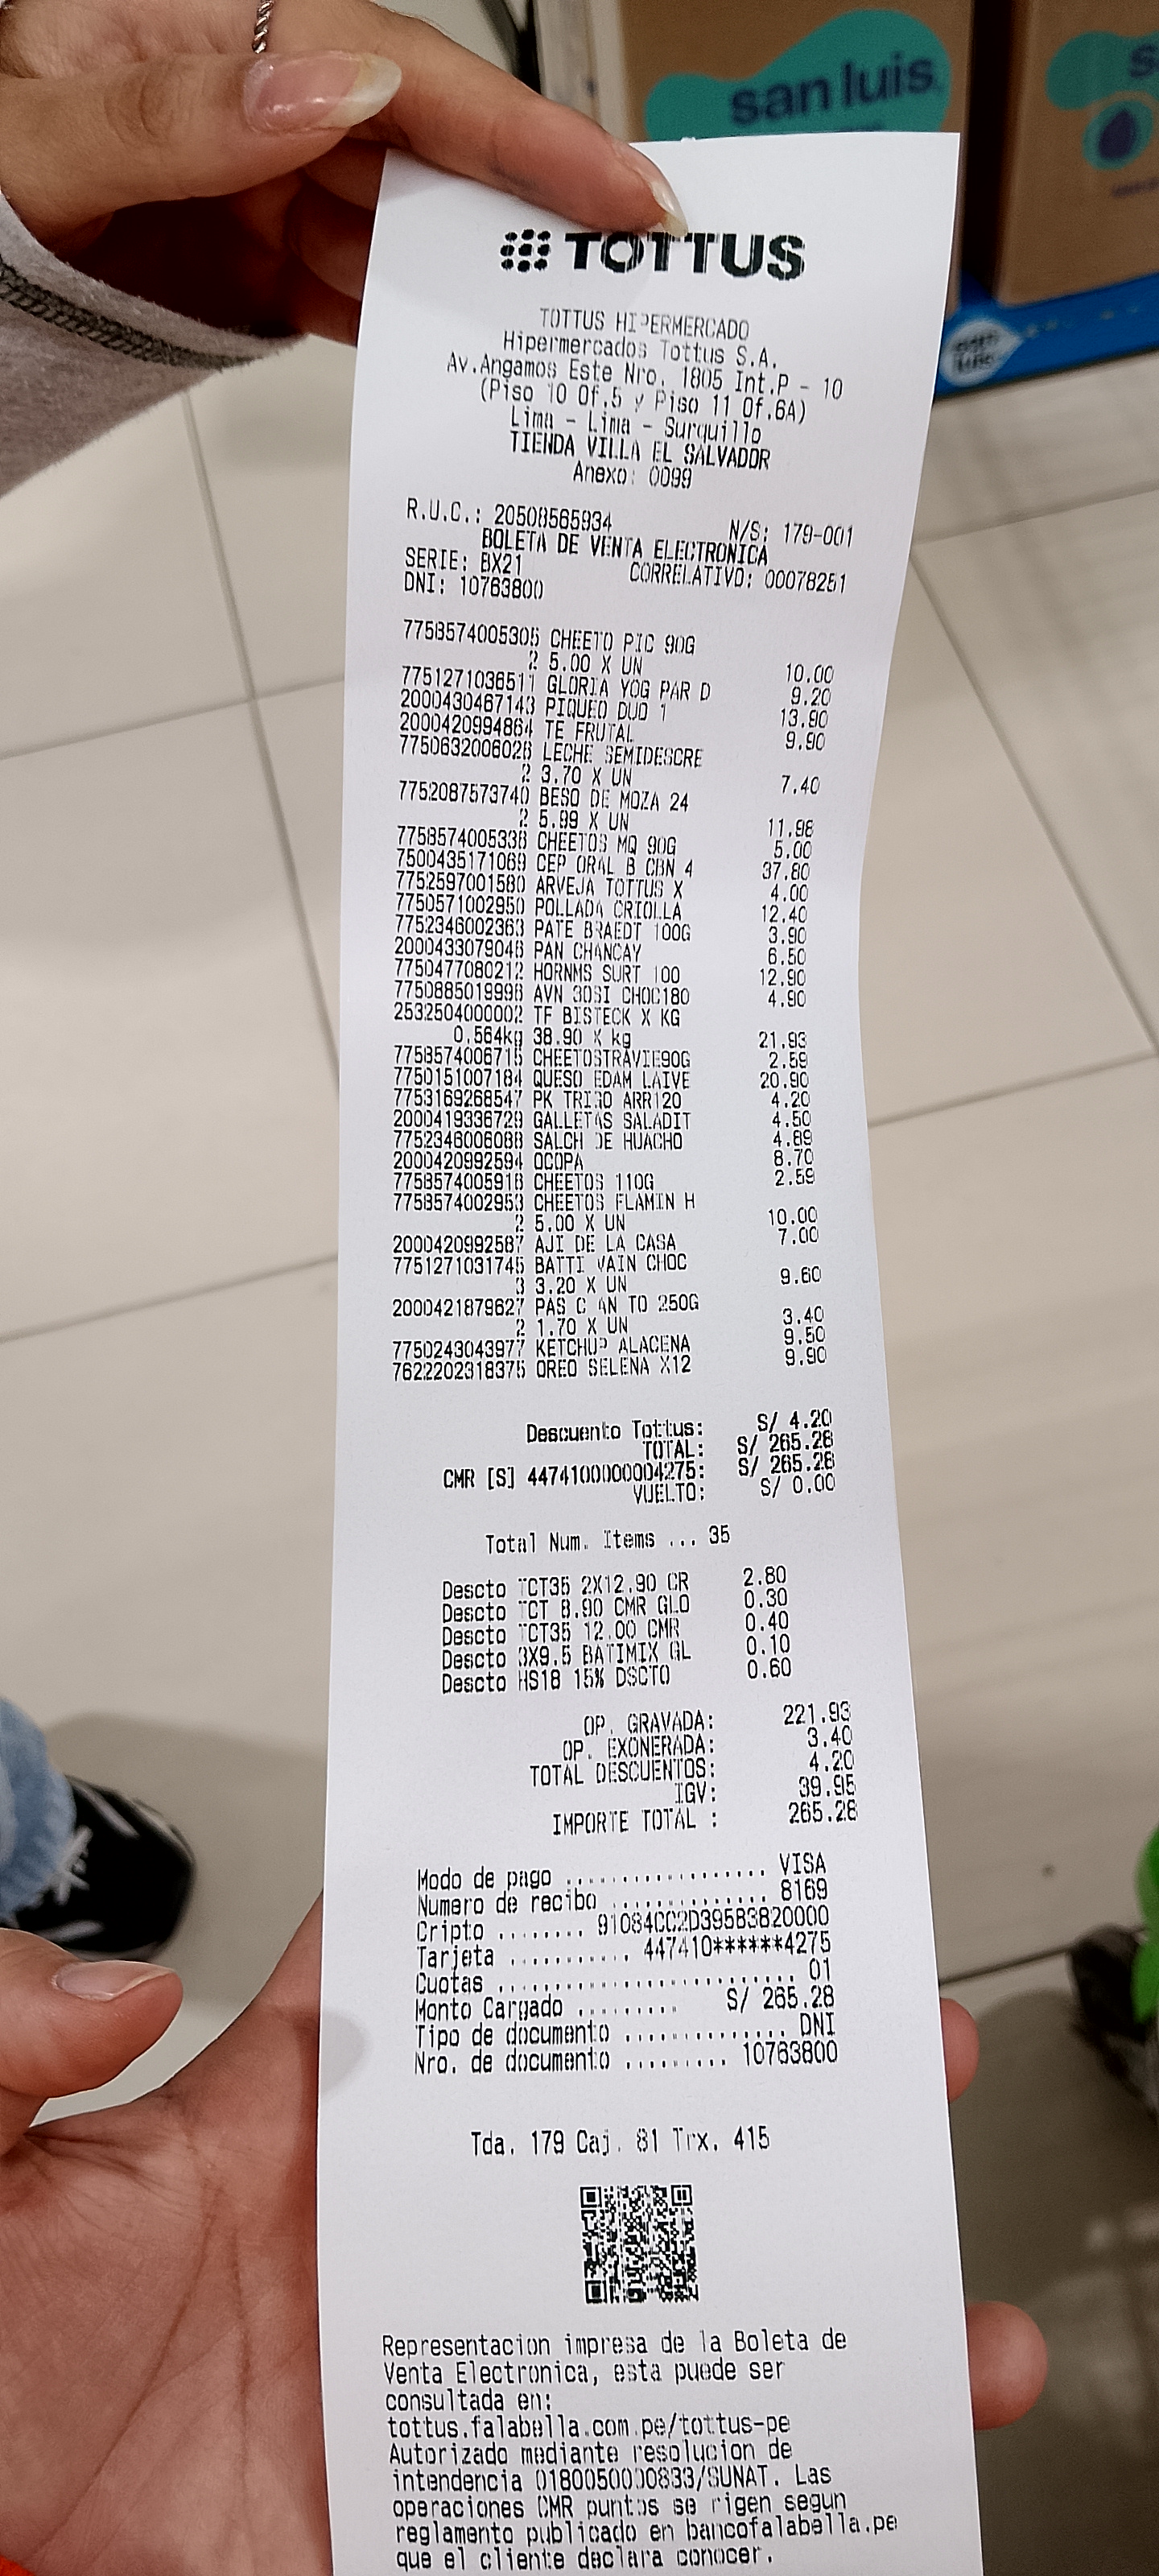 san luis
TOTTUS
TOTTUS HIPERMERCADO
Hipermercados Tottus S.A.
Av.Angamos Este Nro. 1805 Int.P - 10
(Piso 10 Of.5 y Piso 11 Of.6A)
Lima - Lima - Surquillo
TIENDA VILLA EL SALVADOR
Anexo: 0099
R.U.C.: 20508565934 N/S: 179-001
BOLETA DE VENTA ELECTRONICA
SERIE: BX21 CORRELATIVO: 00078251
DNI: 10763800
7758574005305 CHEETO PIC 90G
2 5.00 X UN 10.00
7751271036511 GLORIA YOG PAR D 9.20
2000430467143 PIQUEO DUO 1 13.90
2000420994864 TE FRUTAL 9.90
7750632006026 LECHE SEMIDESCRE
2 3.70 X UN 7.40
7752087573740 BESO DE MOZA 24
2 5.99 X UN 11.98
7758574005336 CHEETOS MQ 90G 5.00
7500435171069 CEP ORAL B CBN 4 37.80
7752597001580 ARVEJA TOTTUS X 4.00
7750571002950 POLLADA CRIOLLA 12.40
7752346002363 PATE BRAEDT 100G 3.90
2000433079046 PAN CHANCAY 6.50
7750477080212 HORNMS SURT 100 12.90
7750885019996 AVN 3OSI CHOC180 4.90
2532504000002 TF BISTECK X KG
0.564kg 38.90 X kg 21.93
7758574006715 CHEETOSTRAVIE90G 2.59
7750151007184 QUESO EDAM LAIVE 20.90
7753169268547 PK TRIGO ARR120 4.20
2000419336729 GALLETAS SALADIT 4.50
7752346006088 SALCH DE HUACHO 4.89
2000420992594 OCOPA 8.70
7758574005916 CHEETOS 110G 2.59
7758574002953 CHEETOS FLAMIN H
2 5.00 X UN 10.00
2000420992587 AJI DE LA CASA 7.00
7751271031745 BATTI VAIN CHOC
3 3.20 X UN 9.60
2000421879627 PAS C AN TO 250G
2 1.70 X UN 3.40
7750243043977 KETCHUP ALACENA 9.50
7622202318375 OREO SELENA X12 9.90
Descuento Tottus: S/ 4.20
TOTAL: S/ 265.28
CMR [S] 4474100000004275: S/ 265.28
VUELTO: S/ 0.00
Total Num. Items ... 35
Descto TCT35 2X12.90 CR 2.80
Descto TCT 8.90 CMR GLO 0.30
Descto TCT35 12.00 CMR 0.40
Descto 3X9.5 BATIMIX GL 0.10
Descto HS18 15% DSCTO 0.60
OP. GRAVADA: 221.93
OP. EXONERADA: 3.40
TOTAL DESCUENTOS: 4.20
IGV: 39.95
IMPORTE TOTAL : 265.28
Modo de pago .................. VISA
Numero de recibo .............. 8169
Cripto ........ 91084CC2D39583820000
Tarjeta ........... 447410******4275
Cuotas .......................... 01
Monto Cargado ......... S/ 265.28
Tipo de documento .............. DNI
Nro. de documento ......... 10763800
Tda. 179 Caj. 81 Trx. 415
Representacion impresa de la Boleta de
Venta Electronica, esta puede ser
consultada en:
tottus.falabella.com.pe/tottus-pe
Autorizado mediante resolucion de
intendencia 0180050000833/SUNAT. Las
operaciones CMR puntos se rigen segun
reglamento publicado en bancofalabella.pe
que el cliente declara conocer.